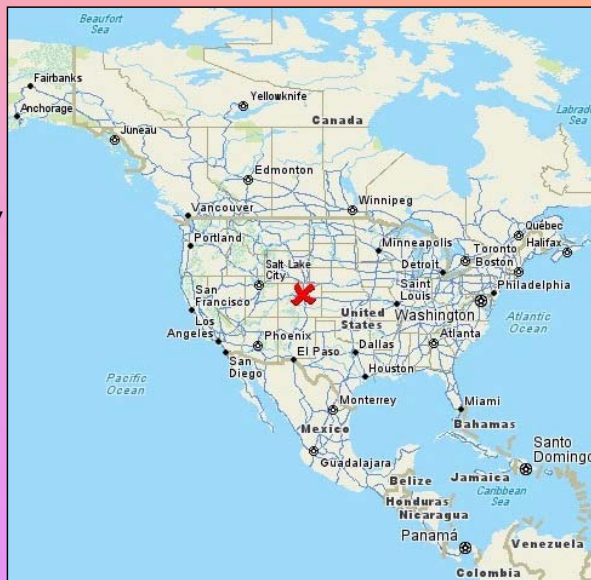 Beaufort
Sea
Fairbanks
Anchorage
Yellowknife
Juneau
Canada
Labrad
Sea
Edmonton
Vancouver
Winnipeg
Portland
Minneapolis
Québec
Toronto
Halifax
Boston
Detroit
Salt Lake
City
San
Francisco
Saint
Louis
Philadelphia
United
States
Washington
Los
Angeles
Phoenix
Atlanta
Atlantic
Ocean
El Paso
Dallas
San
Diego
Houston
Pacific
Ocean
Monterrey
Miami
Bahamas
Mexico
Guadalajara
Santo
Domingo
Belize
Jamaica
Caribbean
Sea
Honduras
Nicaragua
Panamá
Venezuela
Colombia